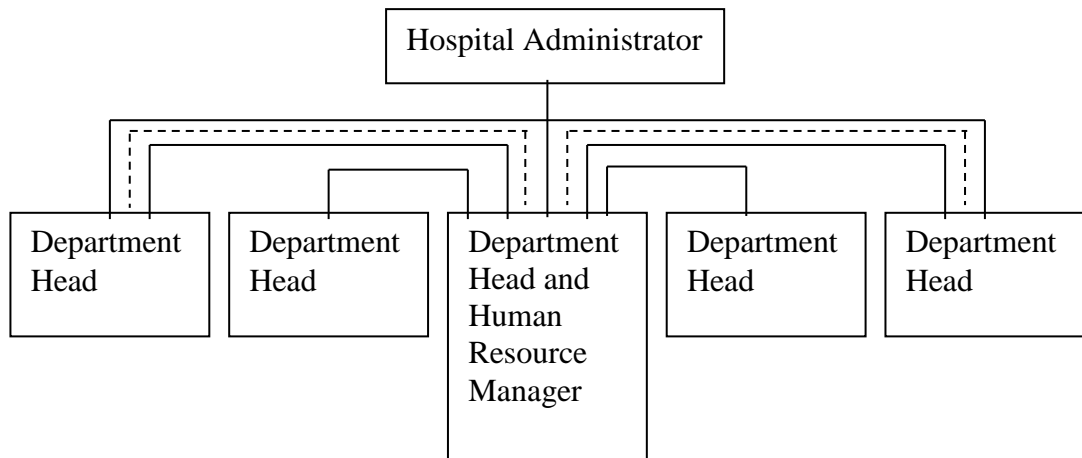 Hospital Administrator
Department
Head
Department
Head
Department
Head and
Human
Resource
Manager
Department
Head
Department
Head